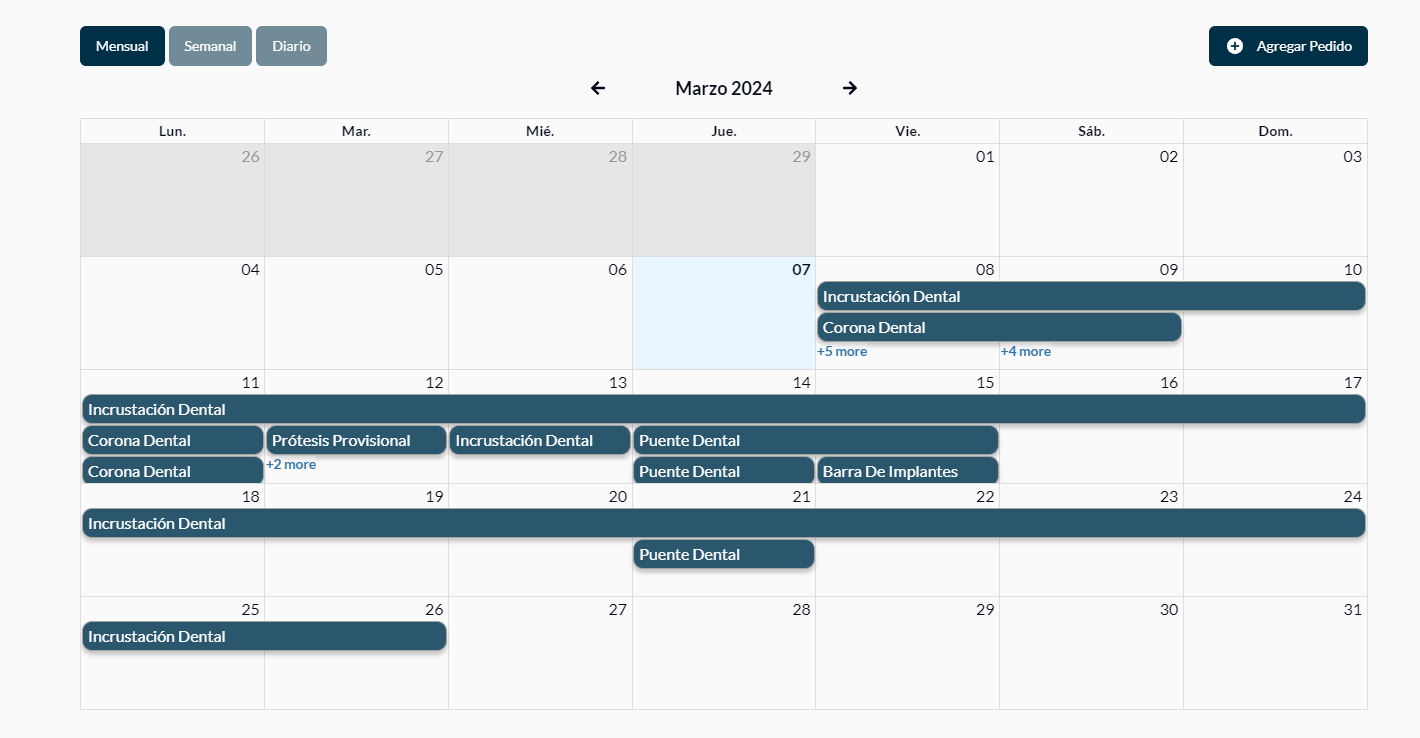 Mensual Semanal Diario Agregar Pedido
Marzo 2024
Lun. Mar. Mié. Jue. Vie. Sáb. Dom.
26 27 28 29 01 02 03
04 05 06 07 08 09 10
Incrustación Dental
Corona Dental
+5 more +4 more
11 12 13 14 15 16 17
Incrustación Dental
Corona Dental Prótesis Provisional Incrustación Dental Puente Dental
Corona Dental +2 more Puente Dental Barra De Implantes
18 19 20 21 22 23 24
Incrustación Dental
Puente Dental
25 26 27 28 29 30 31
Incrustación Dental